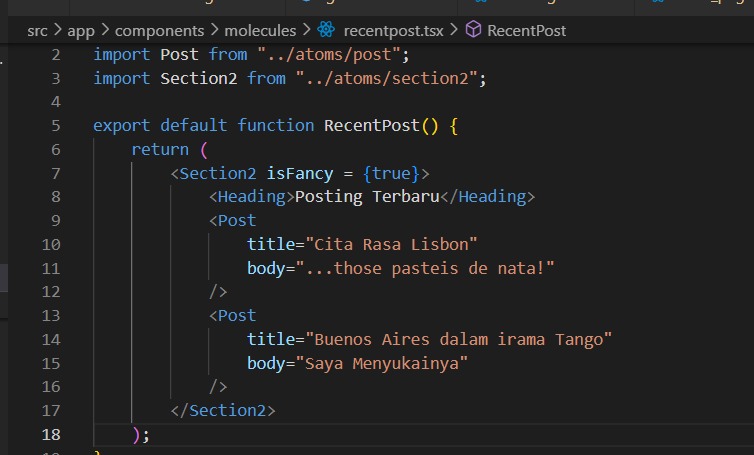 src > app > components > molecules > recentpost.tsx > RecentPost
2 import Post from "../atoms/post";
3 import Section2 from "../atoms/section2";
4
5 export default function RecentPost() {
6 return (
7 <Section2 isFancy = {true}>
8 <Heading>Posting Terbaru</Heading>
9 <Post
10 title="Cita Rasa Lisbon"
11 body="...those pasteis de nata!"
12 />
13 <Post
14 title="Buenos Aires dalam irama Tango"
15 body="Saya Menyukainya"
16 />
17 </Section2>
18 );